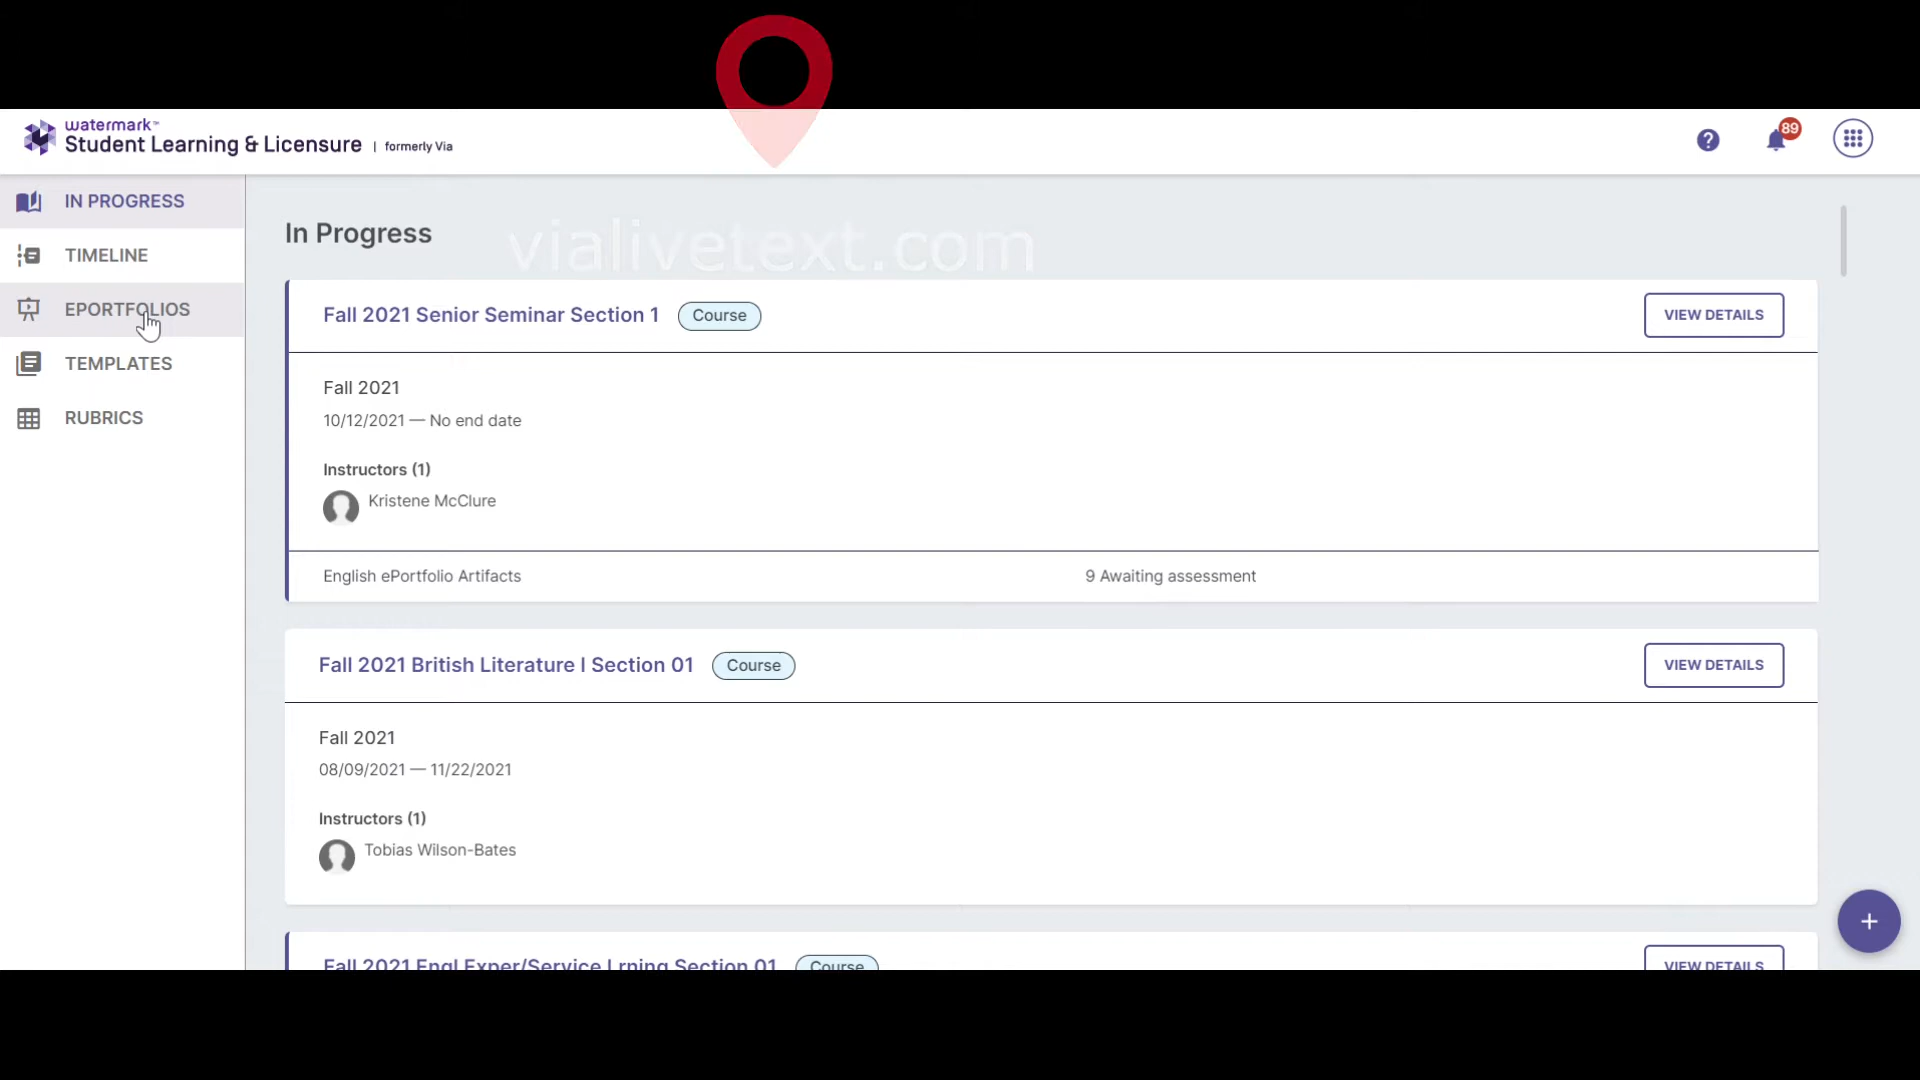 watermark™
Student Learning & Licensure | formerly Via
89
IN PROGRESS
TIMELINE
EPORTFOLIOS
TEMPLATES
RUBRICS
In Progress
vialivetext.com
Fall 2021 Senior Seminar Section 1 Course VIEW DETAILS
Fall 2021
10/12/2021 — No end date
Instructors (1)
Kristene McClure
English ePortfolio Artifacts 9 Awaiting assessment
Fall 2021 British Literature I Section 01 Course VIEW DETAILS
Fall 2021
08/09/2021 — 11/22/2021
Instructors (1)
Tobias Wilson-Bates
Fall 2021 Engl Exper/Service Lrning Section 01 Course VIEW DETAILS